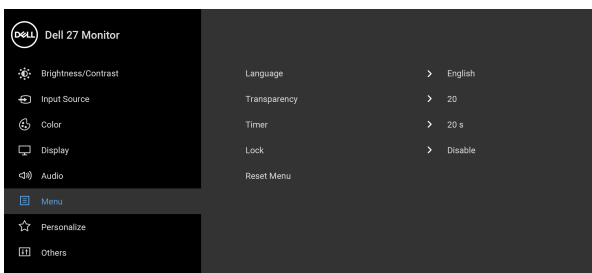 DELL Dell 27 Monitor
Brightness/Contrast
Input Source
Color
Display
Audio
Menu
Personalize
Others
Language > English
Transparency > 20
Timer > 20 s
Lock > Disable
Reset Menu